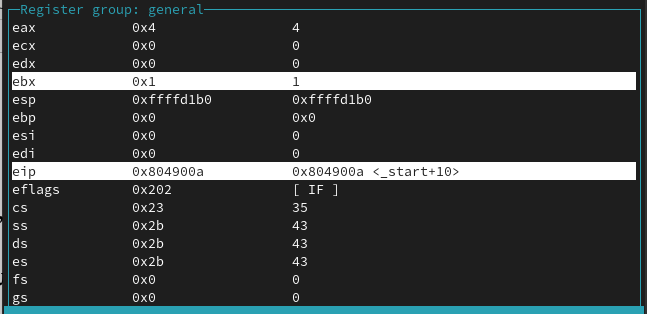 Register group: general
eax 0x4 4
ecx 0x0 0
edx 0x0 0
ebx 0x1 1
esp 0xffffd1b0 0xffffd1b0
ebp 0x0 0x0
esi 0x0 0
edi 0x0 0
eip 0x804900a 0x804900a <_start+10>
eflags 0x202 [ IF ]
cs 0x23 35
ss 0x2b 43
ds 0x2b 43
es 0x2b 43
fs 0x0 0
gs 0x0 0